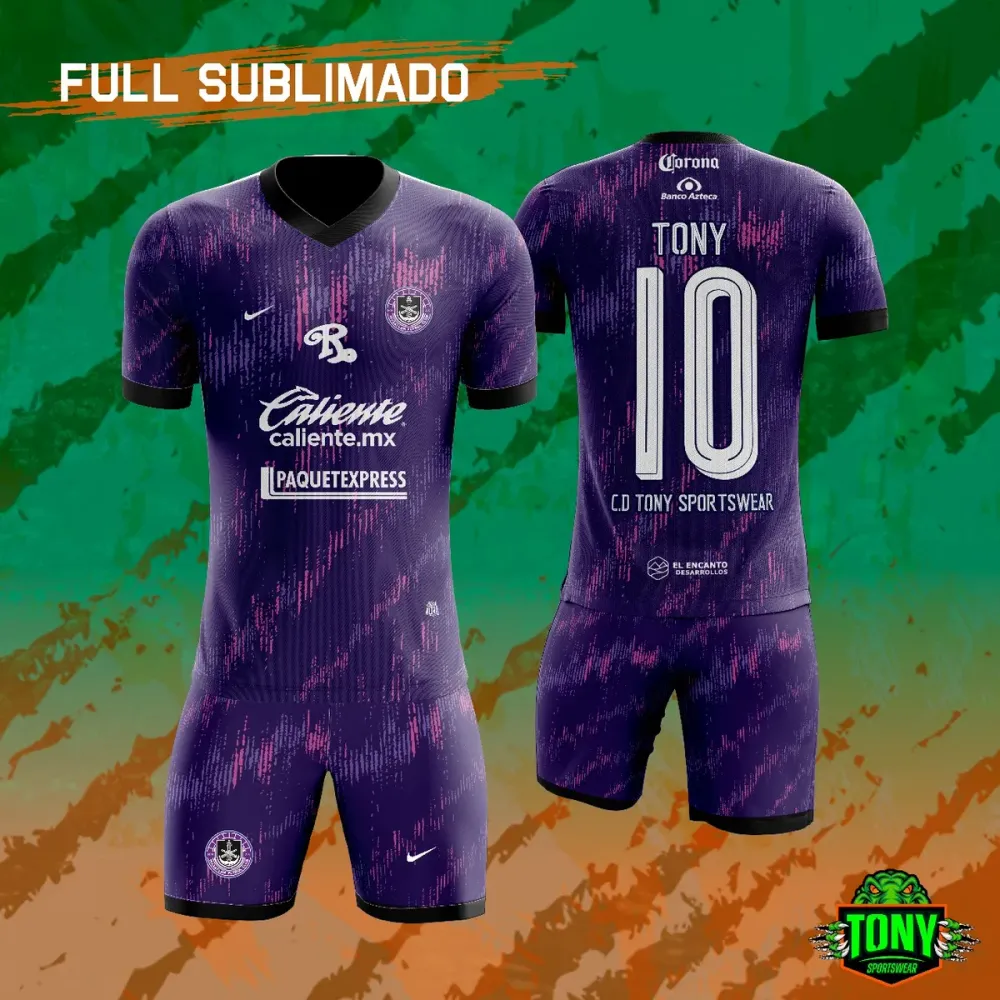 FULL SUBLIMADO
R
Caliente
caliente.mx
PAQUETEXPRESS
Corona
Banco Azteca
TONY
10
C.D TONY SPORTSWEAR
EL ENCANTO
DESARROLLOS
TONY
SPORTSWEAR